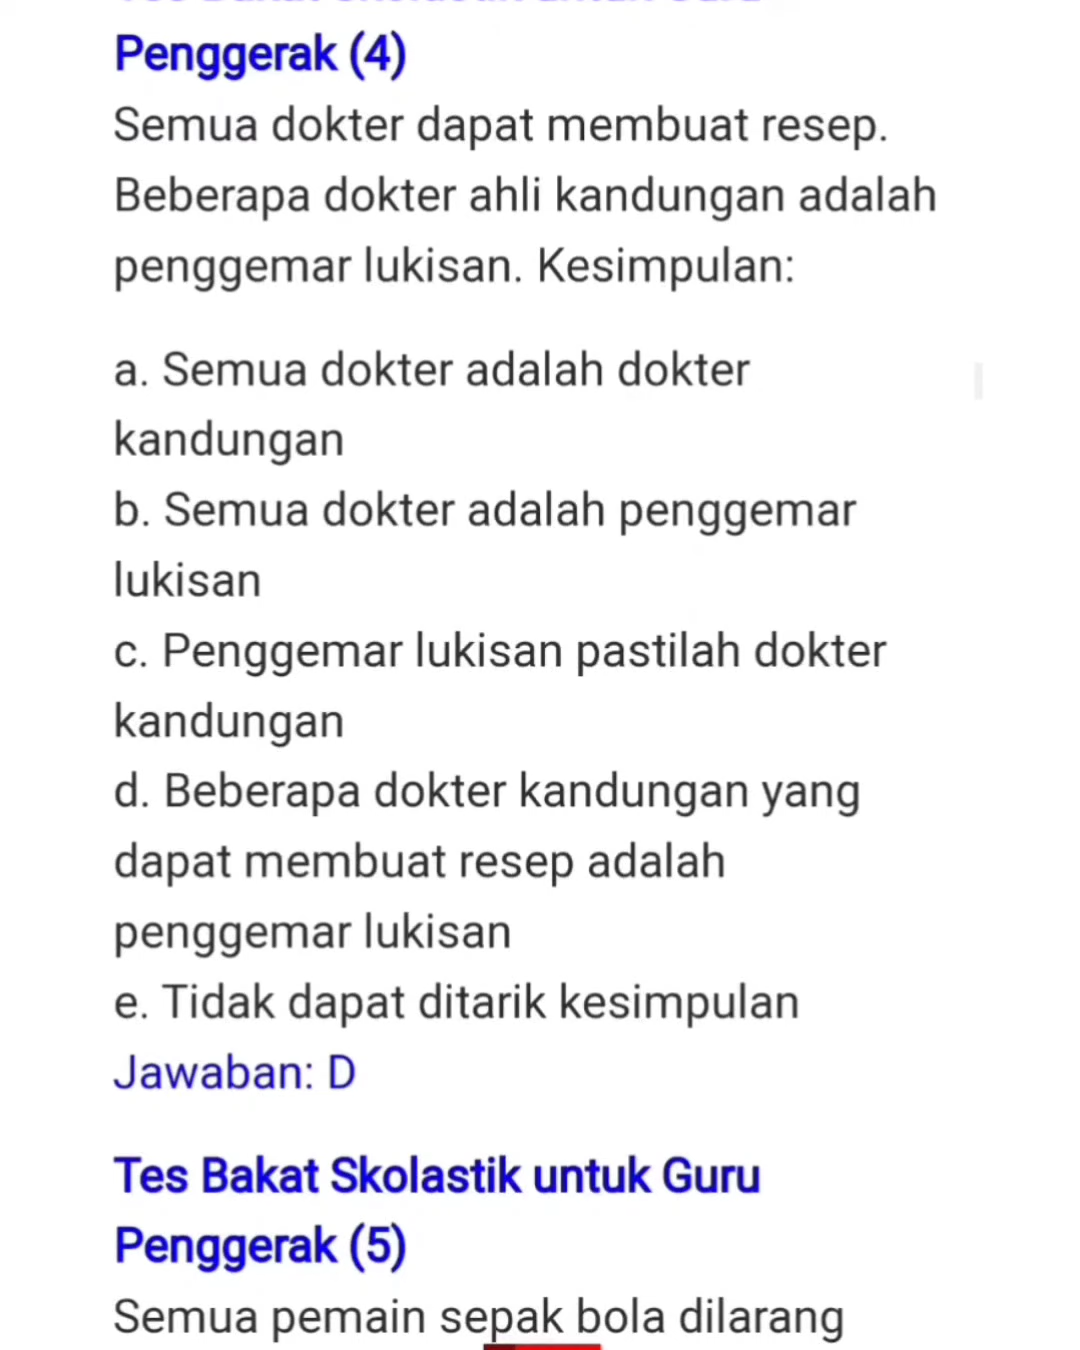 Penggerak (4)
Semua dokter dapat membuat resep.
Beberapa dokter ahli kandungan adalah
penggemar lukisan. Kesimpulan:
a. Semua dokter adalah dokter
kandungan
b. Semua dokter adalah penggemar
lukisan
c. Penggemar lukisan pastilah dokter
kandungan
d. Beberapa dokter kandungan yang
dapat membuat resep adalah
penggemar lukisan
e. Tidak dapat ditarik kesimpulan
Jawaban: D
Tes Bakat Skolastik untuk Guru
Penggerak (5)
Semua pemain sepak bola dilarang